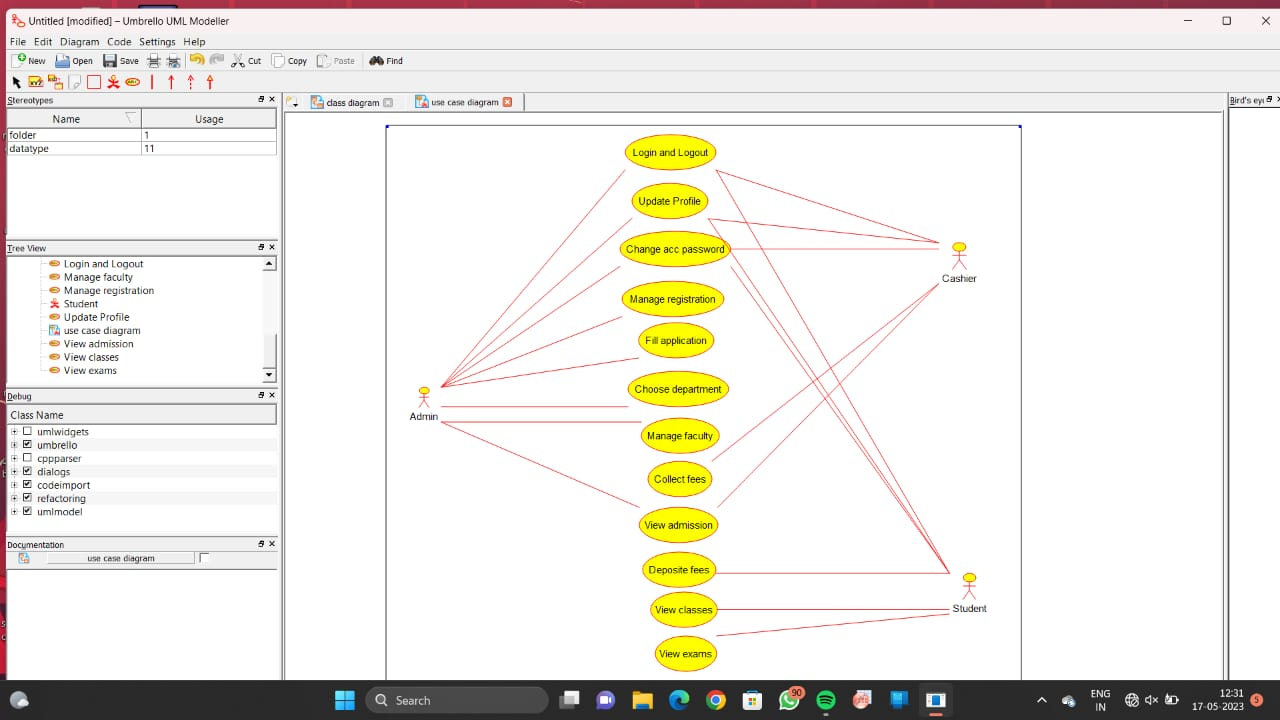 Untitled [modified] – Umbrello UML Modeller
File Edit Diagram Code Settings Help
New Open Save Cut Copy Paste Find
Stereotypes
Name Usage
folder 1
datatype 11
Tree View
Login and Logout
Manage faculty
Manage registration
Student
Update Profile
use case diagram
View admission
View classes
View exams
Debug
Class Name
umlwidgets
umbrello
cppparser
dialogs
codeimport
refactoring
umlmodel
Documentation
use case diagram
class diagram
use case diagram
Login and Logout
Update Profile
Change acc password
Manage registration
Fill application
Choose department
Manage faculty
Collect fees
View admission
Deposite fees
View classes
View exams
Admin
Cashier
Student
Bird's eye
Search
90
ENG
IN
12:31
17-05-2023
5